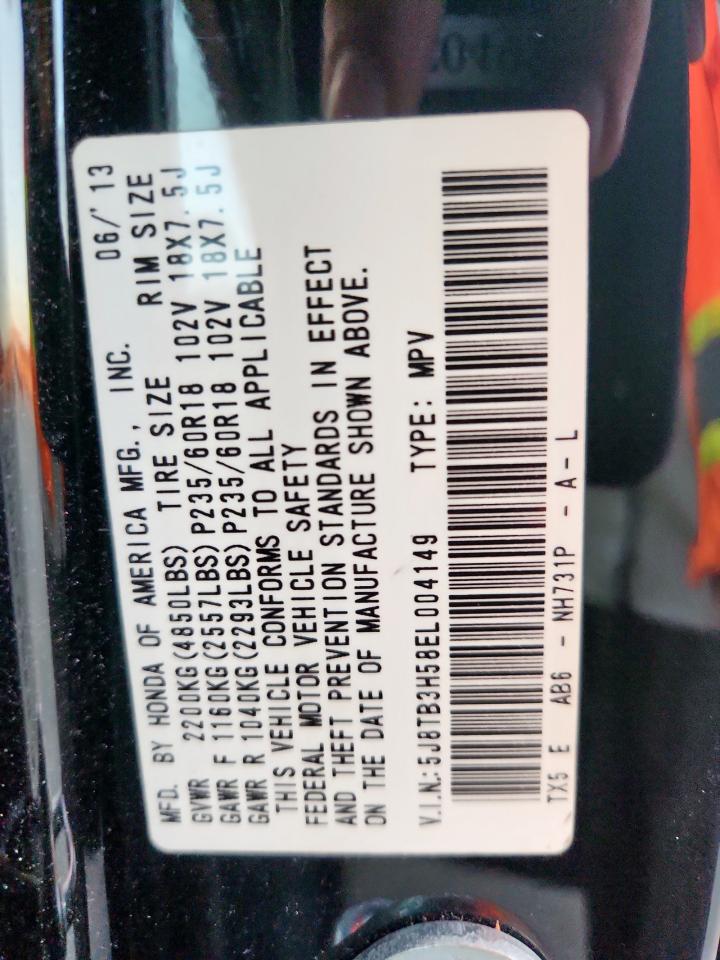 MFD. BY HONDA OF AMERICA MFG., INC. 06/'13
GVWR 2200KG(4850LBS) TIRE SIZE RIM SIZE
GAWR F 1160KG(2557LBS) P235/60R18 102V 18X7.5J
GAWR R 1040KG(2293LBS) P235/60R18 102V 18X7.5J
THIS VEHICLE CONFORMS TO ALL APPLICABLE
FEDERAL MOTOR VEHICLE SAFETY
AND THEFT PREVENTION STANDARDS IN EFFECT
ON THE DATE OF MANUFACTURE SHOWN ABOVE.
V.I.N.: 5J8TB3H58EL004149 TYPE: MPV
TX5 E AB6 - NH731P - A - L